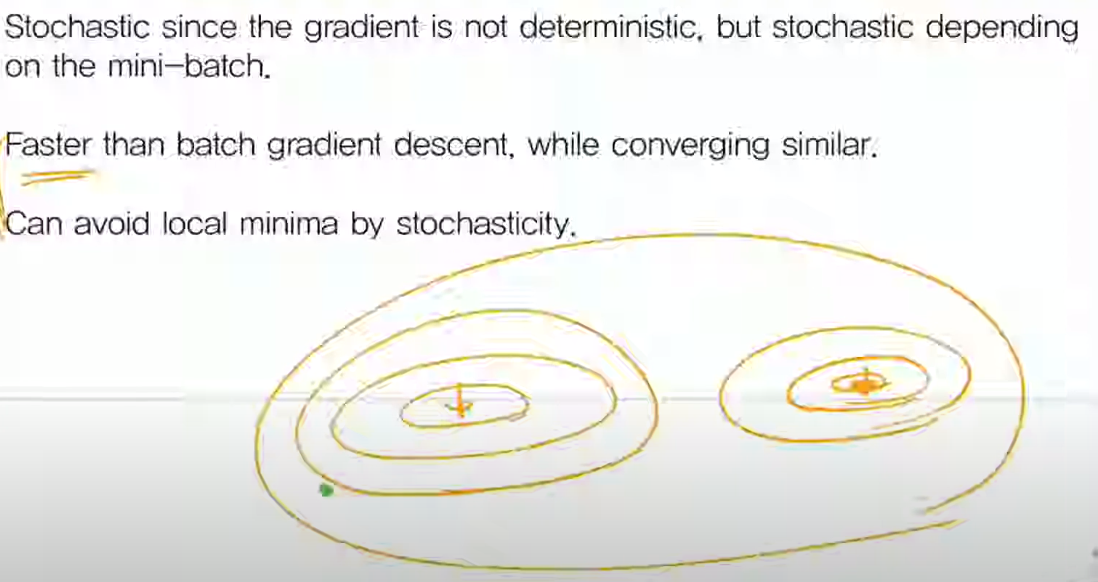 Stochastic since the gradient is not deterministic, but stochastic depending
on the mini-batch.
Faster than batch gradient descent, while converging similar.
Can avoid local minima by stochasticity.